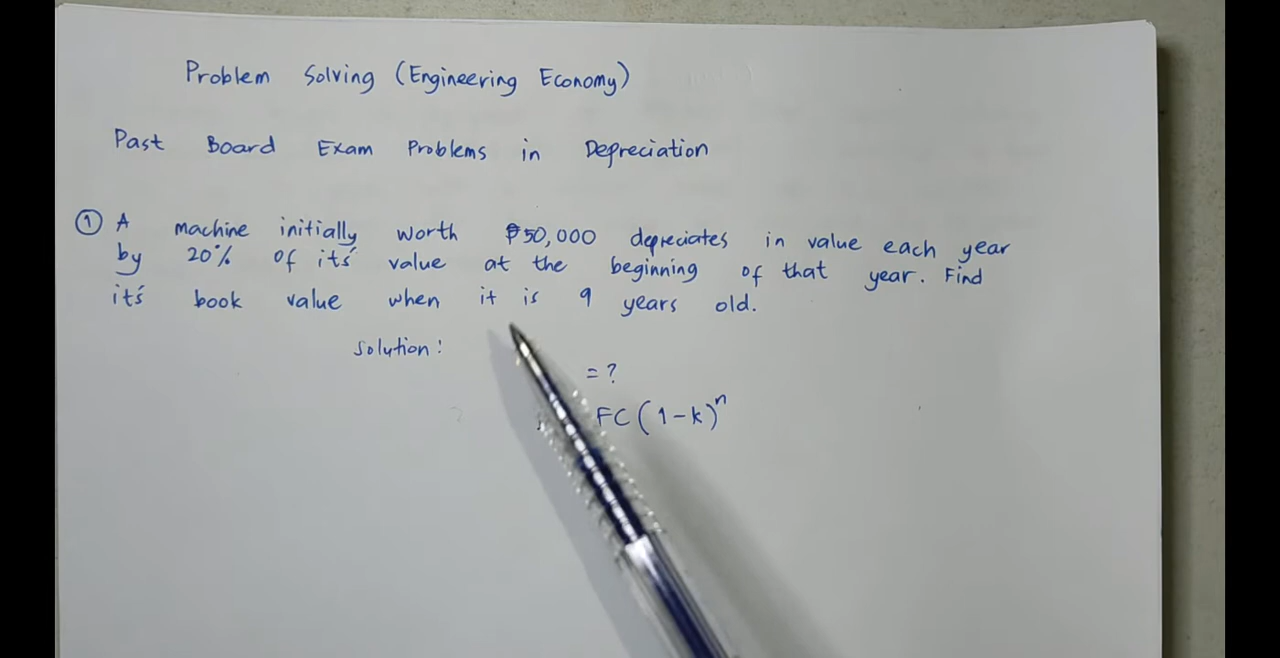 Problem Solving (Engineering Economy)
Past Board Exam Problems in Depreciation
① A machine initially worth ₱50,000 depreciates in value each year
by 20% of it's value at the beginning of that year. Find
it's book value when it is 9 years old.
Solution:
= ?
FC(1-k)ⁿ